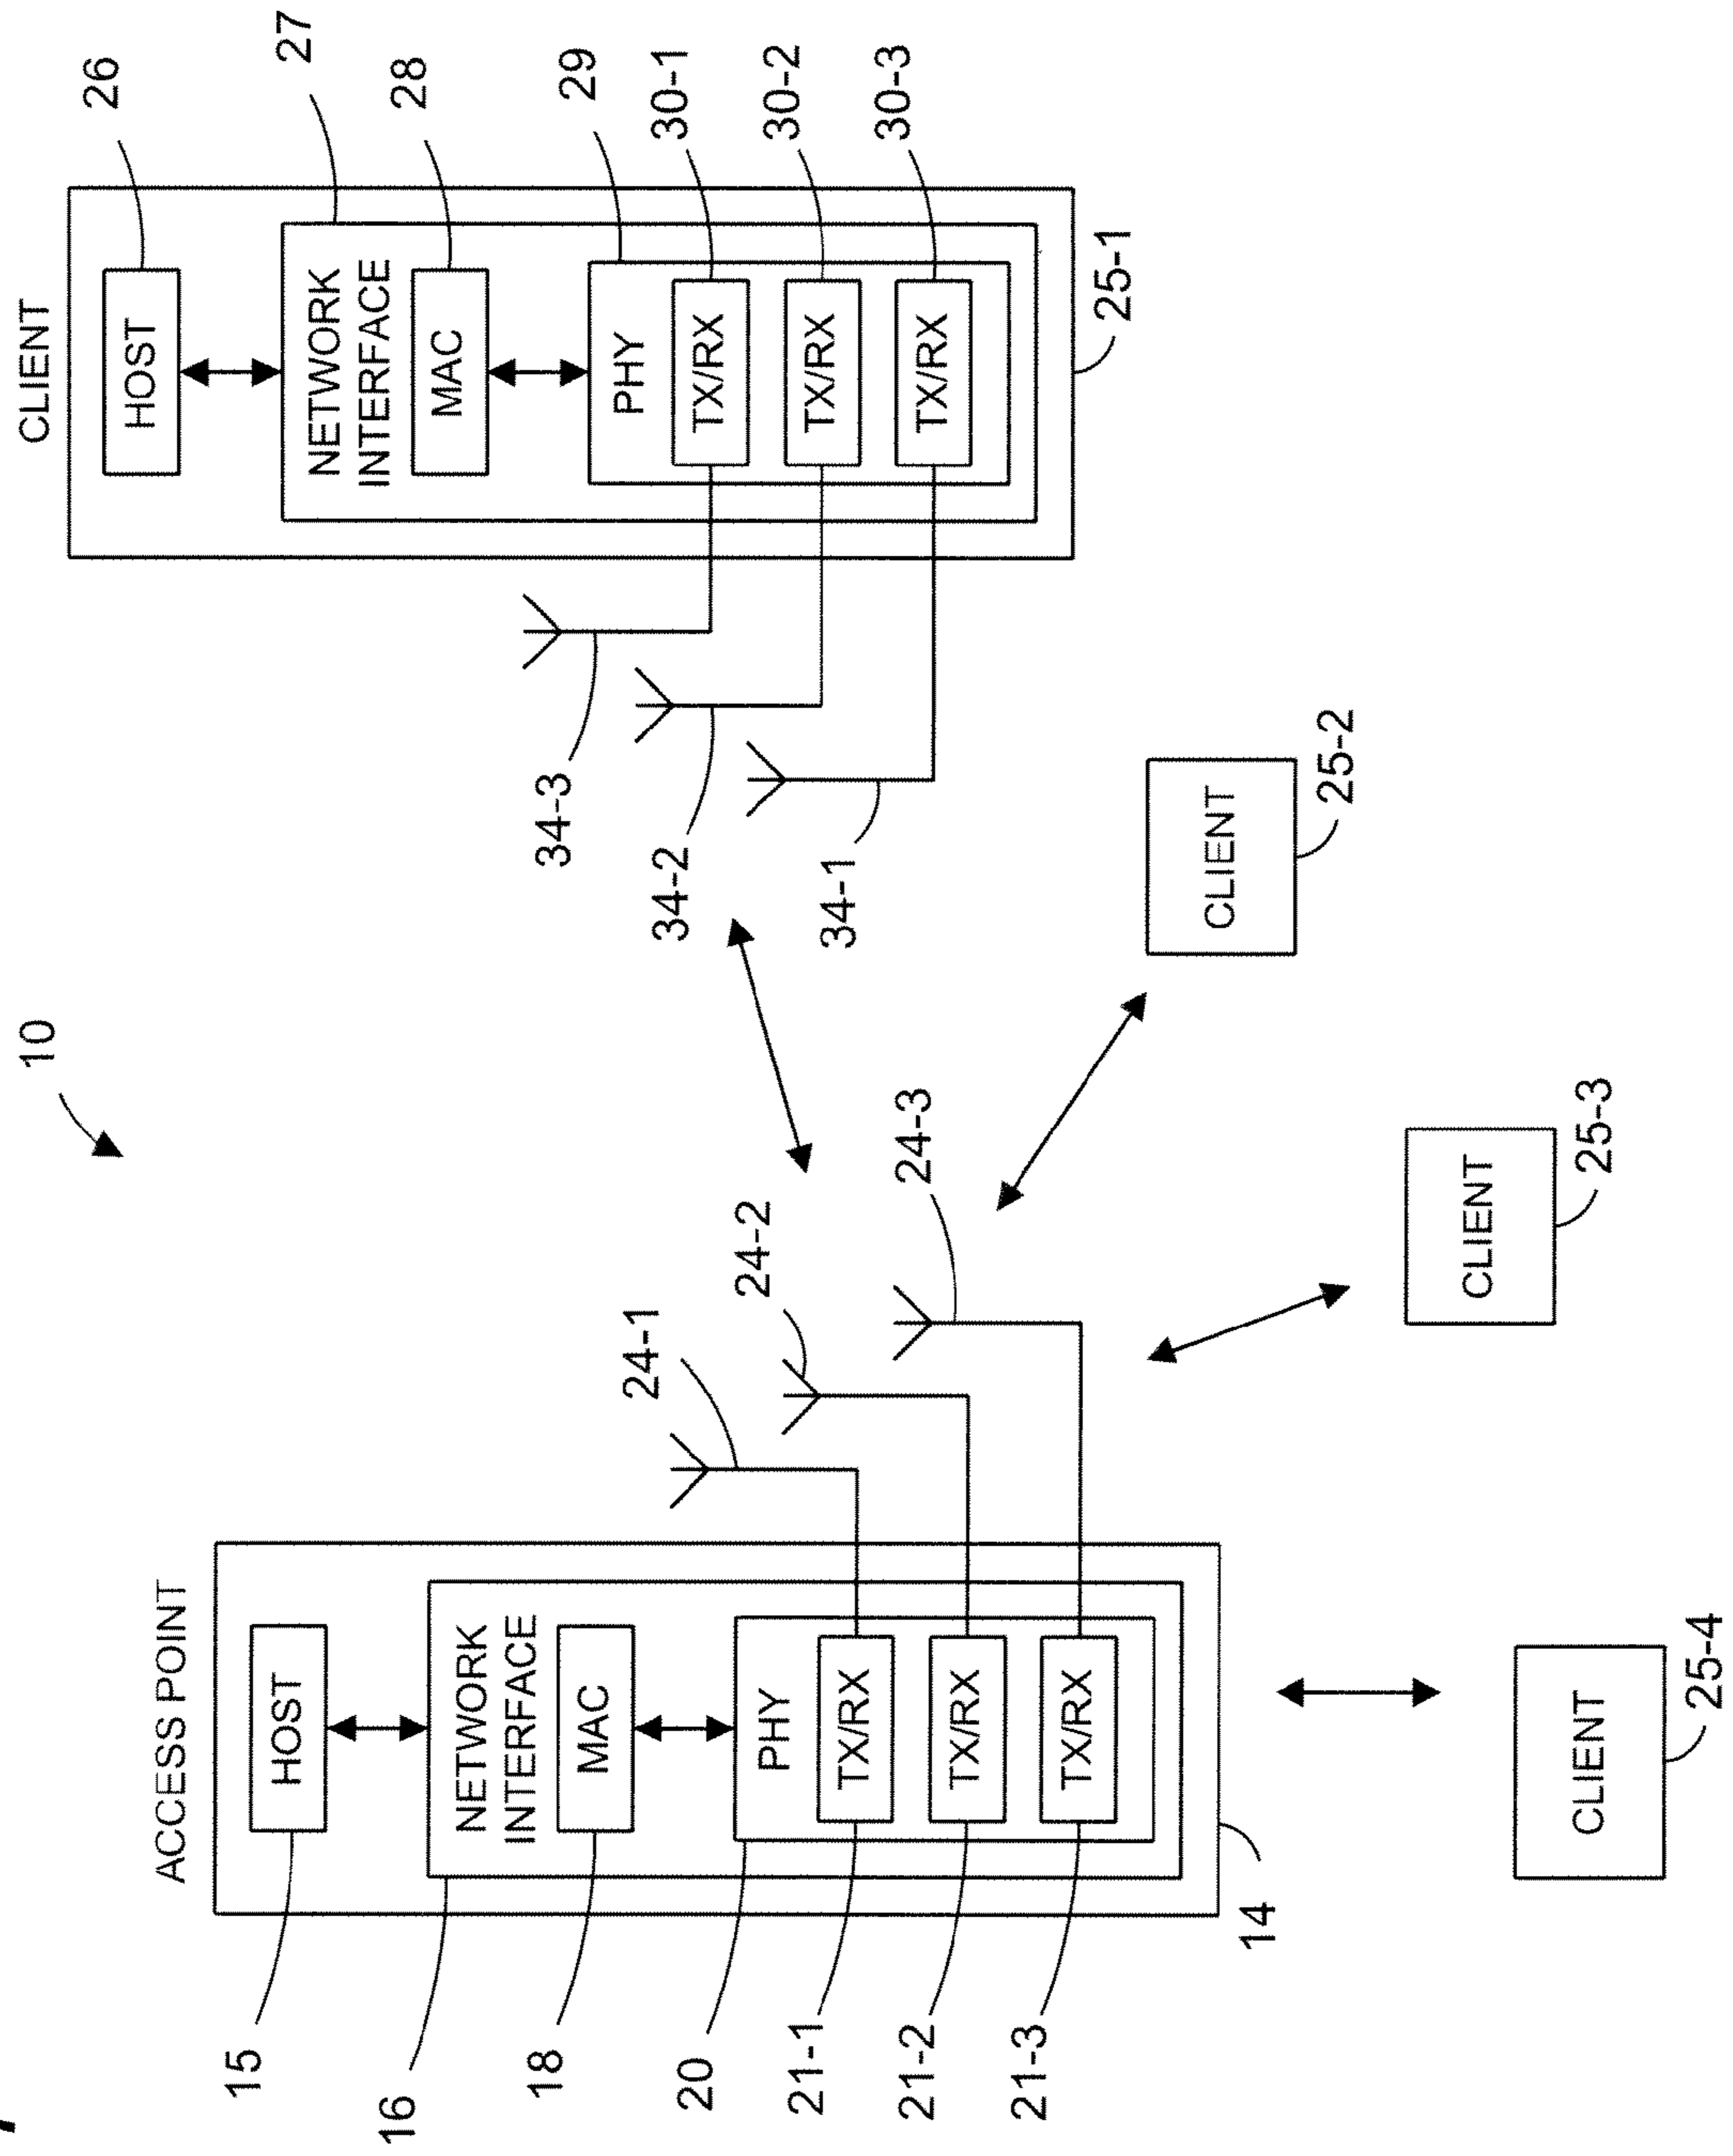 10
ACCESS POINT
HOST
NETWORK
INTERFACE
MAC
PHY
TX/RX
TX/RX
TX/RX
15
16
18
20
21-1
21-2
21-3
14
24-1
24-2
24-3
CLIENT
HOST
NETWORK
INTERFACE
MAC
PHY
TX/RX
TX/RX
TX/RX
26
27
28
29
30-1
30-2
30-3
25-1
34-3
34-2
34-1
CLIENT
25-2
CLIENT
25-3
CLIENT
25-4